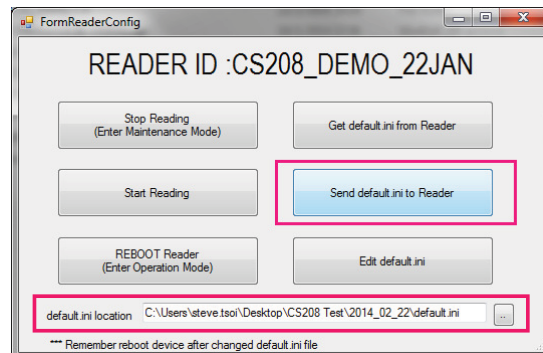 FormReaderConfig
READER ID :CS208_DEMO_22JAN
Stop Reading
(Enter Maintenance Mode)
Get default.ini from Reader
Start Reading
Send default.ini to Reader
REBOOT Reader
(Enter Operation Mode)
Edit default.ini
default.ini location C:\Users\steve.tsoi\Desktop\CS208 Test\2014_02_22\default.ini ..
*** Remember reboot device after changed default.ini file